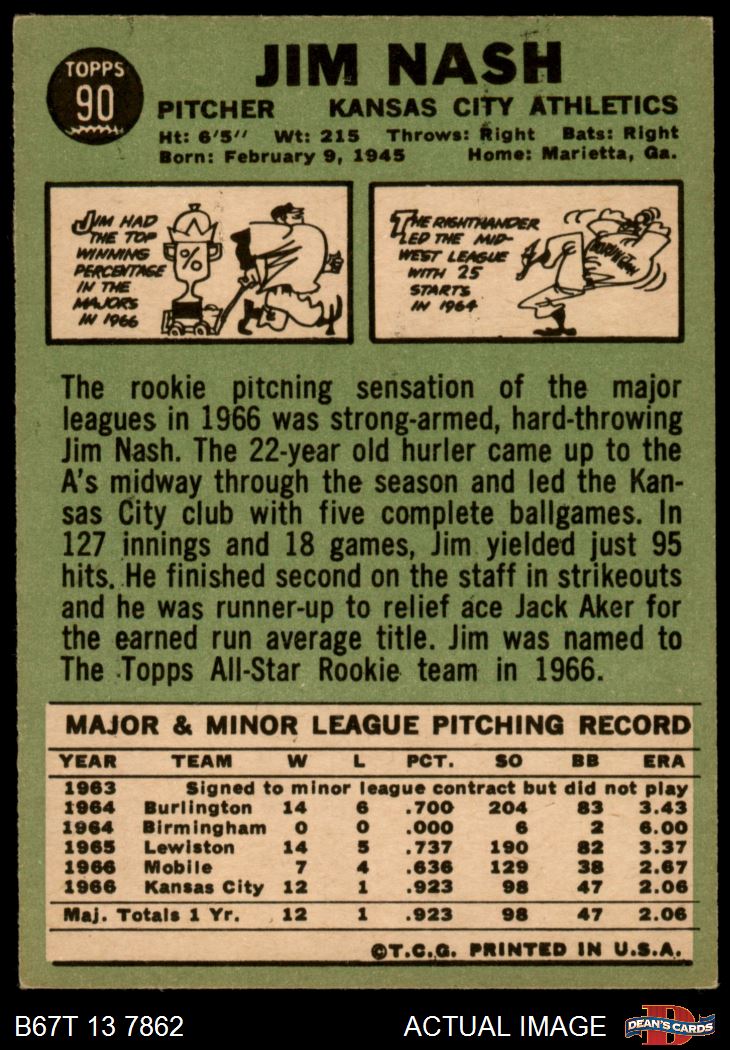 TOPPS
90
JIM NASH
PITCHER KANSAS CITY ATHLETICS
Ht: 6'5'' Wt: 215 Throws: Right Bats: Right
Born: February 9, 1945 Home: Marietta, Ga.
JIM HAD
THE TOP
WINNING
PERCENTAGE
IN THE
MAJORS
IN 1966
%
THE RIGHTHANDER
LED THE MID-
WEST LEAGUE
WITH 25
STARTS
IN 1964
The rookie pitching sensation of the major
leagues in 1966 was strong-armed, hard-throwing
Jim Nash. The 22-year old hurler came up to the
A's midway through the season and led the Kan-
sas City club with five complete ballgames. In
127 innings and 18 games, Jim yielded just 95
hits. He finished second on the staff in strikeouts
and he was runner-up to relief ace Jack Aker for
the earned run average title. Jim was named to
The Topps All-Star Rookie team in 1966.
MAJOR & MINOR LEAGUE PITCHING RECORD
YEAR TEAM W L PCT. SO BB ERA
1963 Signed to minor league contract but did not play
1964 Burlington 14 6 .700 204 83 3.43
1964 Birmingham 0 0 .000 6 2 6.00
1965 Lewiston 14 5 .737 190 82 3.37
1966 Mobile 7 4 .636 129 38 2.67
1966 Kansas City 12 1 .923 98 47 2.06
Maj. Totals 1 Yr. 12 1 .923 98 47 2.06
©T.C.G. PRINTED IN U.S.A.
B67T 13 7862 ACTUAL IMAGE D DEAN'S CARDS